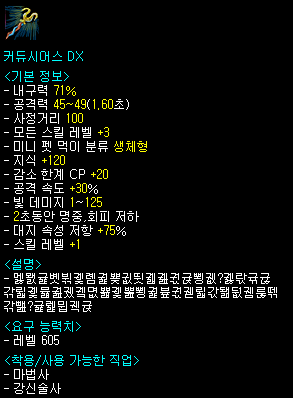 커듀시어스 DX
<기본 정보>
- 내구력 71%
- 공격력 45~49(1,60초)
- 사정거리 100
- 모든 스킬 레벨 +3
- 미니 펫 먹이 분류 생체형
- 지식 +120
- 감소 한계 CP +20
- 공격 속도 +30%
- 빛 데미지 1~125
- 2초동안 명중,회피 저하
- 대지 속성 저항 +75%
- 스킬 레벨 +1
<설명>
<요구 능력치>
- 레벨 605
<착용/사용 가능한 직업>
- 마법사
- 강신술사